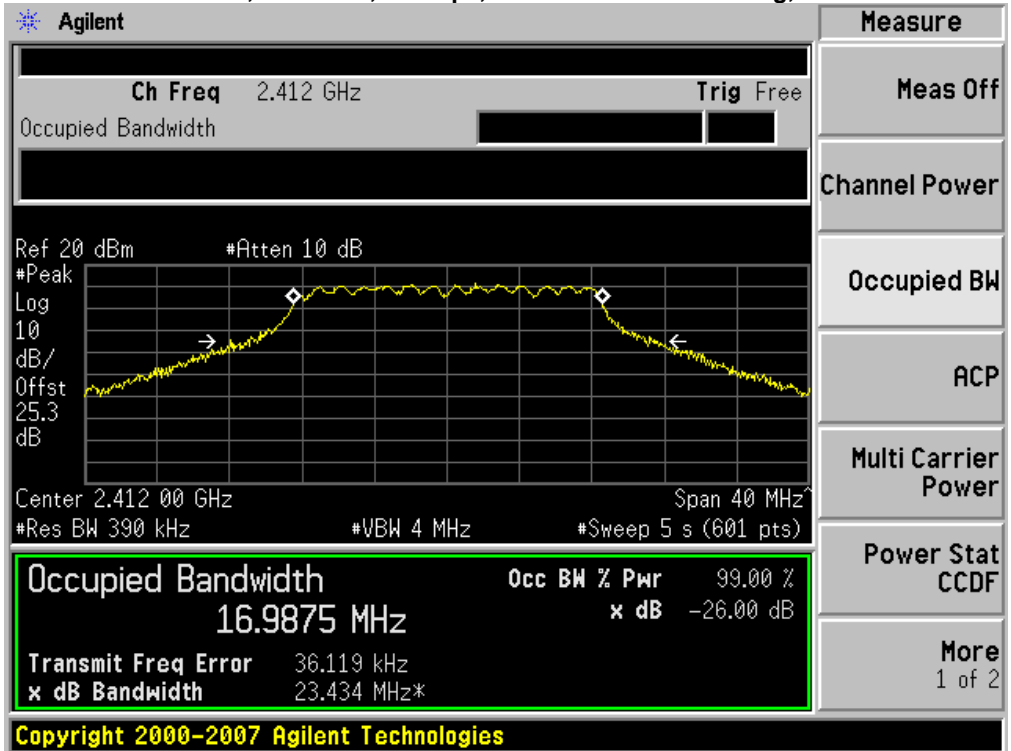 Agilent
Measure
Ch Freq 2.412 GHz Trig Free
Occupied Bandwidth
Meas Off
Channel Power
Occupied BW
ACP
Multi Carrier
Power
Power Stat
CCDF
More
1 of 2
Ref 20 dBm #Atten 10 dB
#Peak
Log
10
dB/
Offst
25.3
dB
Center 2.412 00 GHz Span 40 MHz^
#Res BW 390 kHz #VBW 4 MHz #Sweep 5 s (601 pts)
Occupied Bandwidth Occ BW % Pwr 99.00 %
16.9875 MHz x dB -26.00 dB
Transmit Freq Error 36.119 kHz
x dB Bandwidth 23.434 MHz*
Copyright 2000-2007 Agilent Technologies